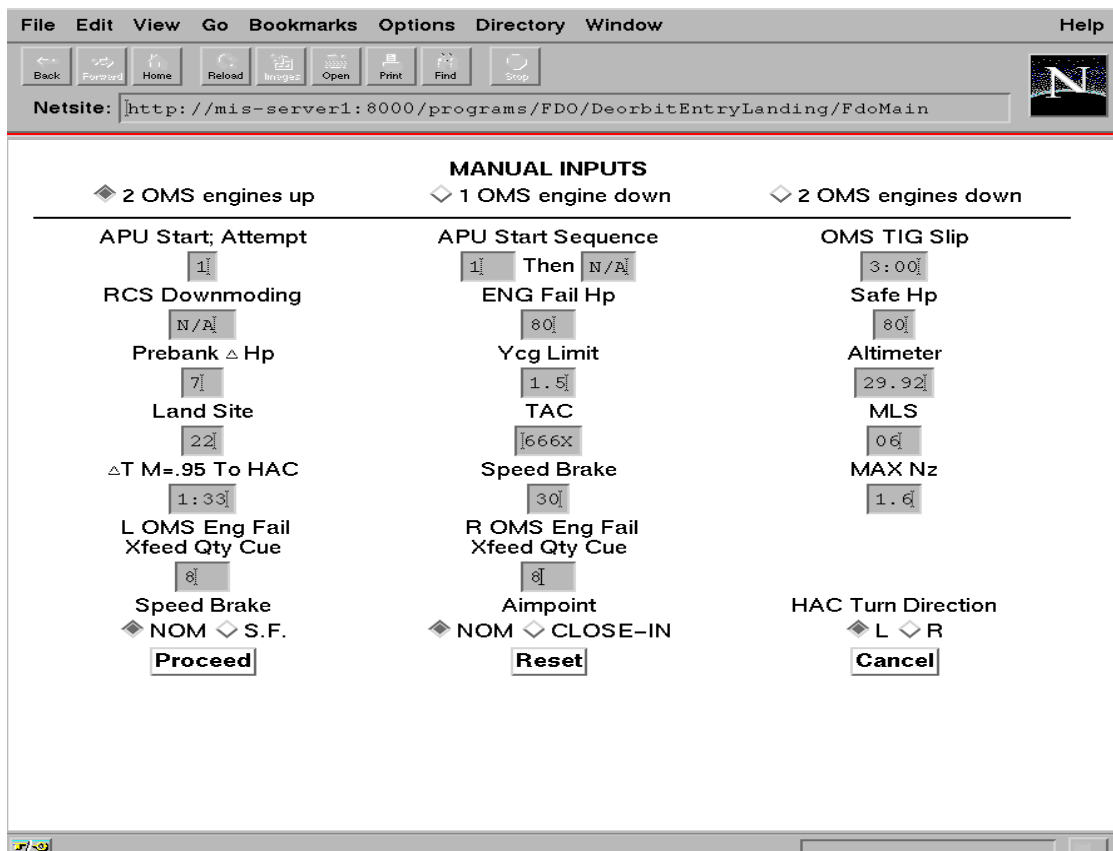 File Edit View Go Bookmarks Options Directory Window Help
Back Forward Home Reload Images Open Print Find Stop
Netsite: http://mis-server1:8000/programs/FDO/DeorbitEntryLanding/FdoMain
N
MANUAL INPUTS
2 OMS engines up 1 OMS engine down 2 OMS engines down
APU Start; Attempt APU Start Sequence OMS TIG Slip
1 1 Then N/A 3:00
RCS Downmoding ENG Fail Hp Safe Hp
N/A 80 80
Prebank △ Hp Ycg Limit Altimeter
7 1.5 29.92
Land Site TAC MLS
22 666X 06
△T M=.95 To HAC Speed Brake MAX Nz
1:33 30 1.6
L OMS Eng Fail R OMS Eng Fail
Xfeed Qty Cue Xfeed Qty Cue
8 8
Speed Brake Aimpoint HAC Turn Direction
NOM S.F. NOM CLOSE-IN L R
Proceed Reset Cancel